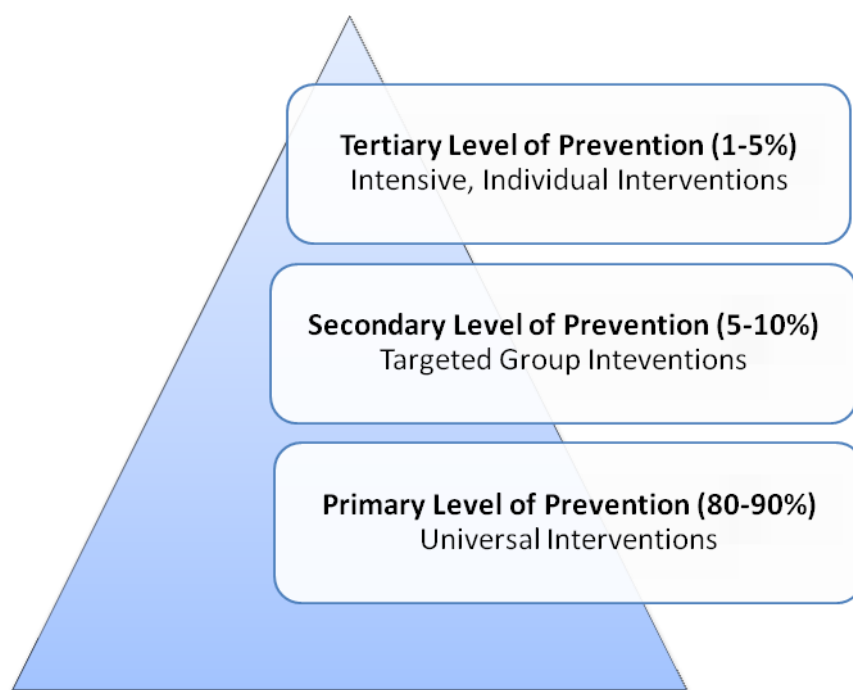 Tertiary Level of Prevention (1-5%)
Intensive, Individual Interventions
Secondary Level of Prevention (5-10%)
Targeted Group Inteventions
Primary Level of Prevention (80-90%)
Universal Interventions